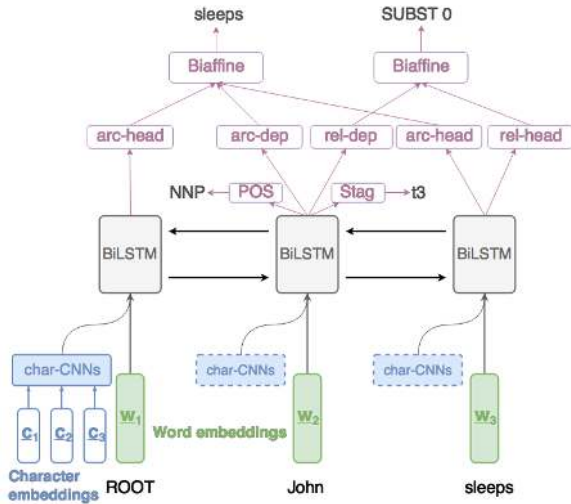 sleeps SUBST 0
Biaffine Biaffine
arc-head arc-dep rel-dep arc-head rel-head
NNP POS Stag t3
BiLSTM BiLSTM BiLSTM
char-CNNs char-CNNs char-CNNs
c1 c2 c3 w1 Word embeddings w2 w3
Character
embeddings ROOT John sleeps